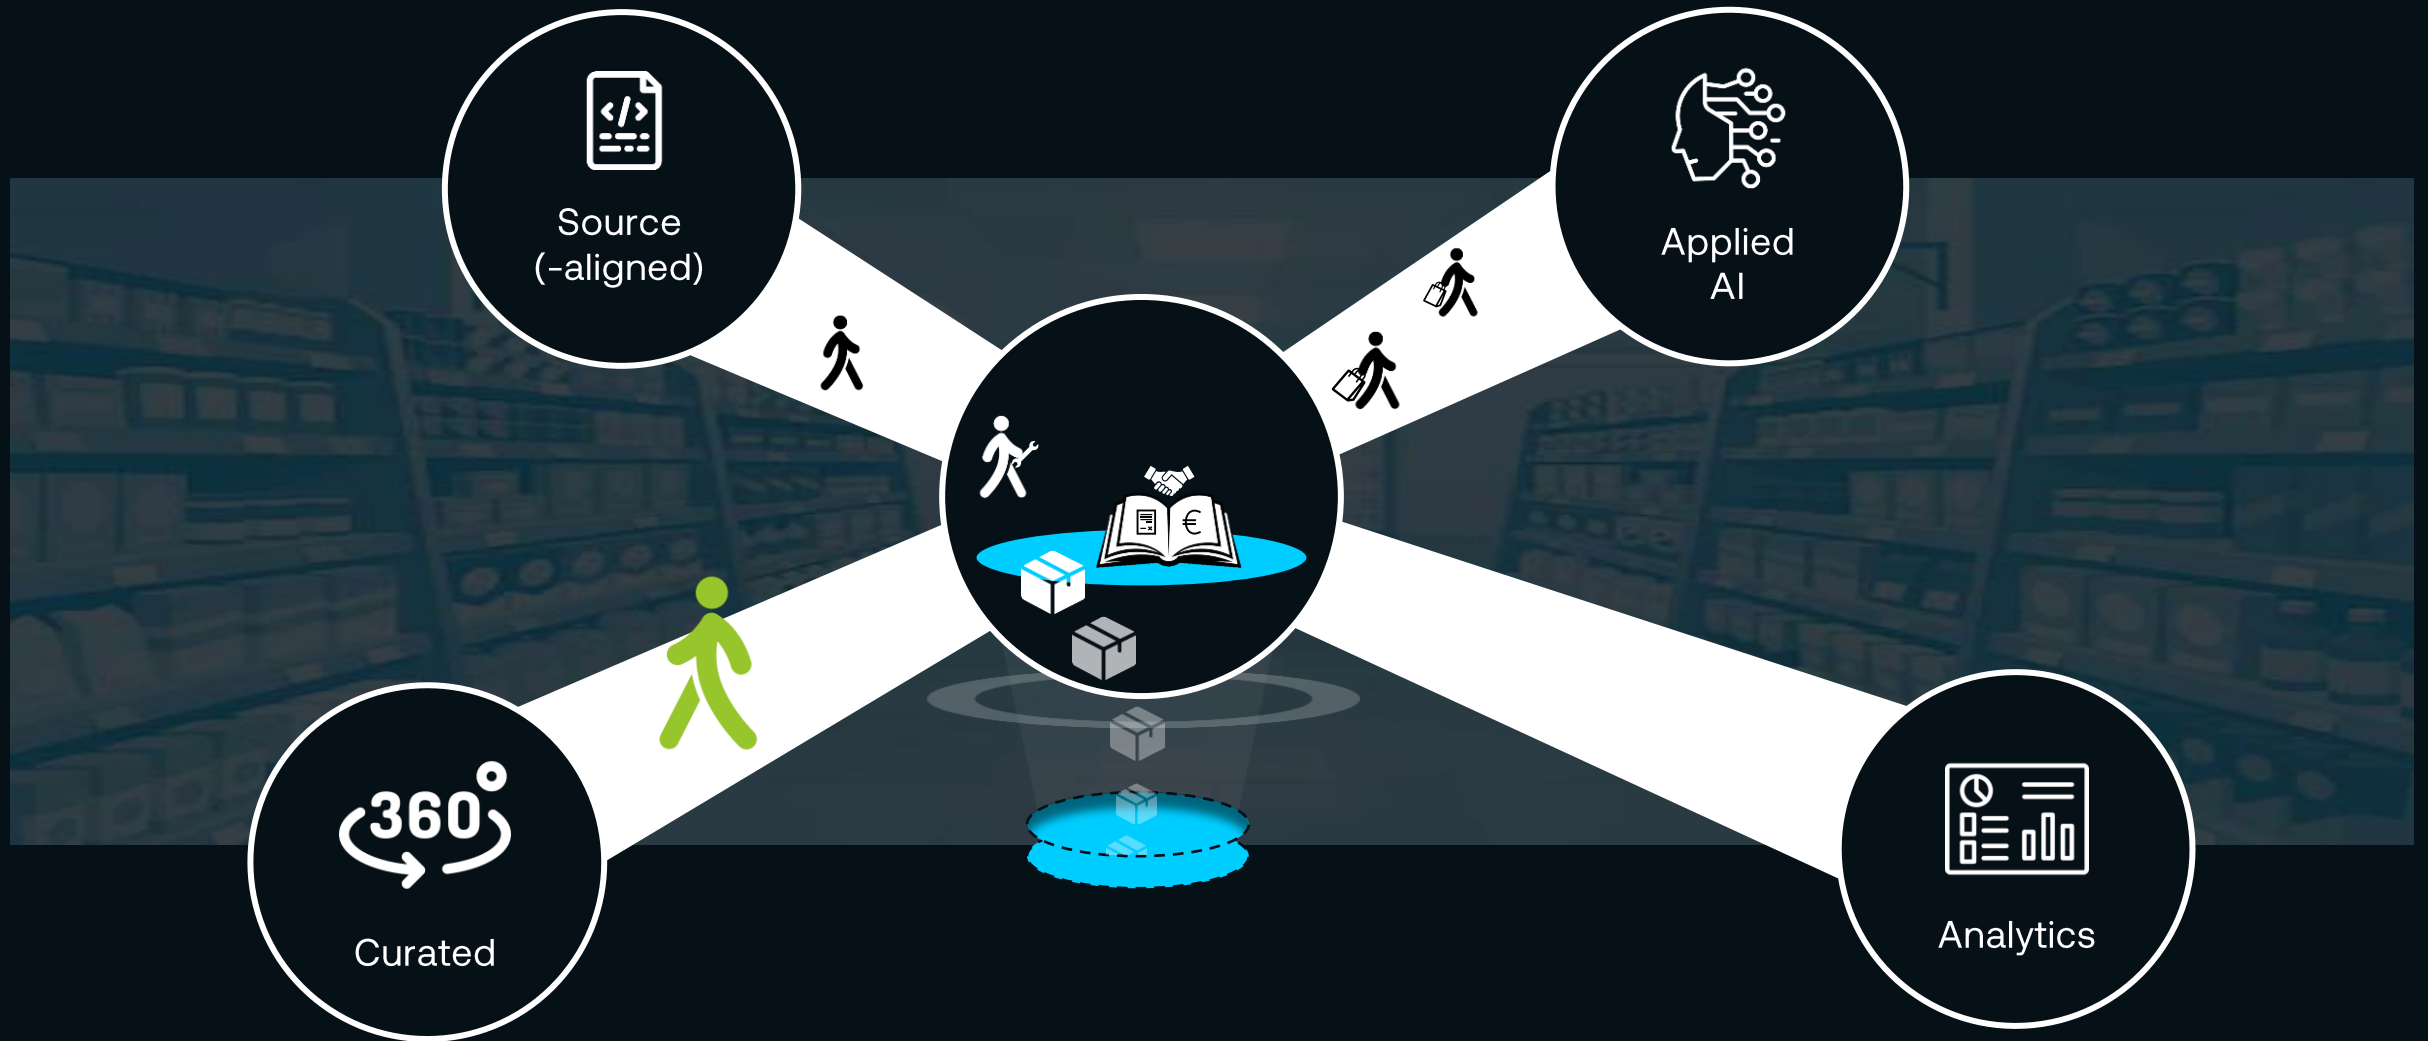 </>
Source
(-aligned)
Applied
AI
€
360°
Curated
Analytics